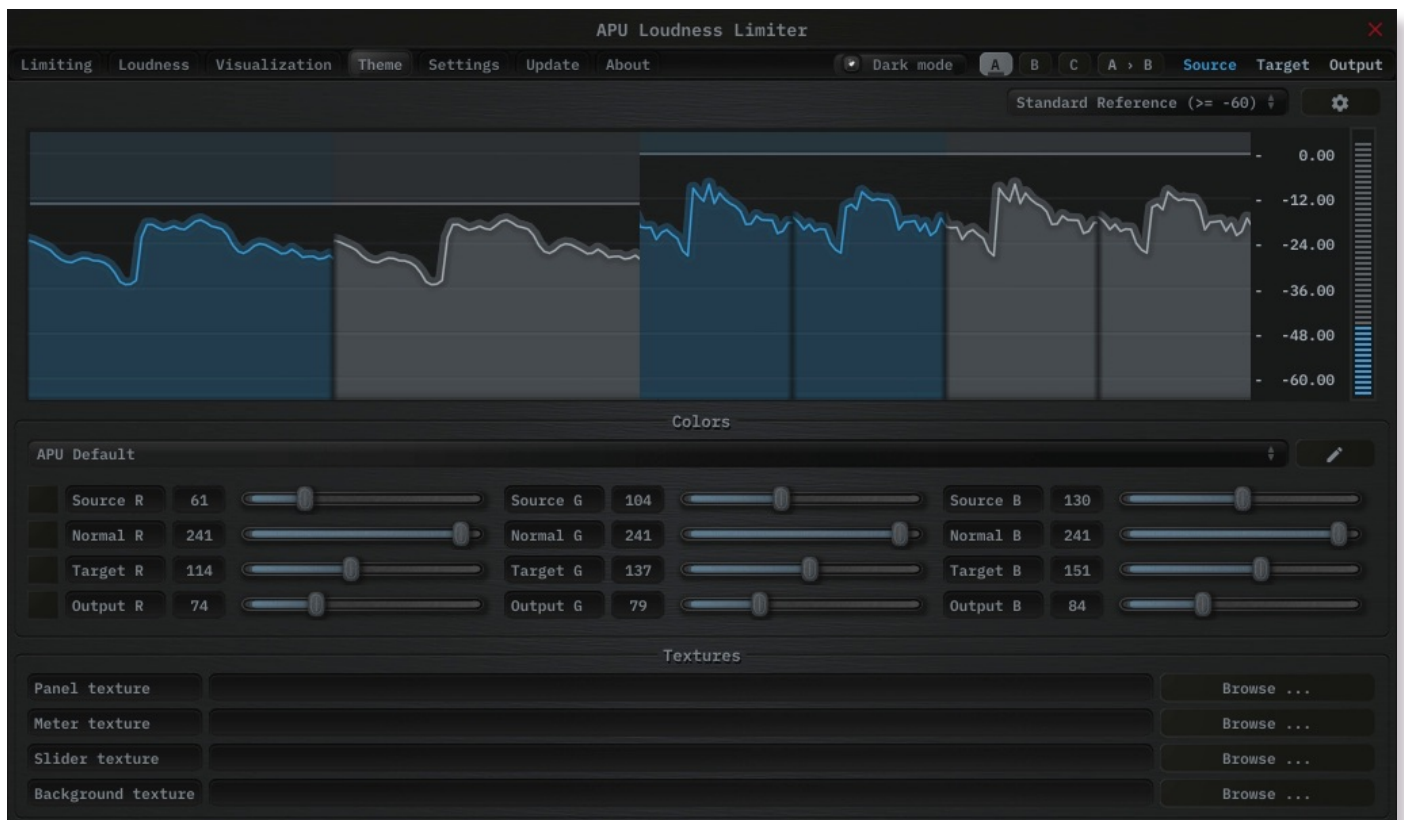 APU Loudness Limiter
Limiting Loudness Visualization Theme Settings Update About Dark mode A B C A › B Source Target Output
Standard Reference (>= -60)
- 0.00
- -12.00
- -24.00
- -36.00
- -48.00
- -60.00
Colors
APU Default
Source R 61 Source G 104 Source B 130
Normal R 241 Normal G 241 Normal B 241
Target R 114 Target G 137 Target B 151
Output R 74 Output G 79 Output B 84
Textures
Panel texture Browse ...
Meter texture Browse ...
Slider texture Browse ...
Background texture Browse ...